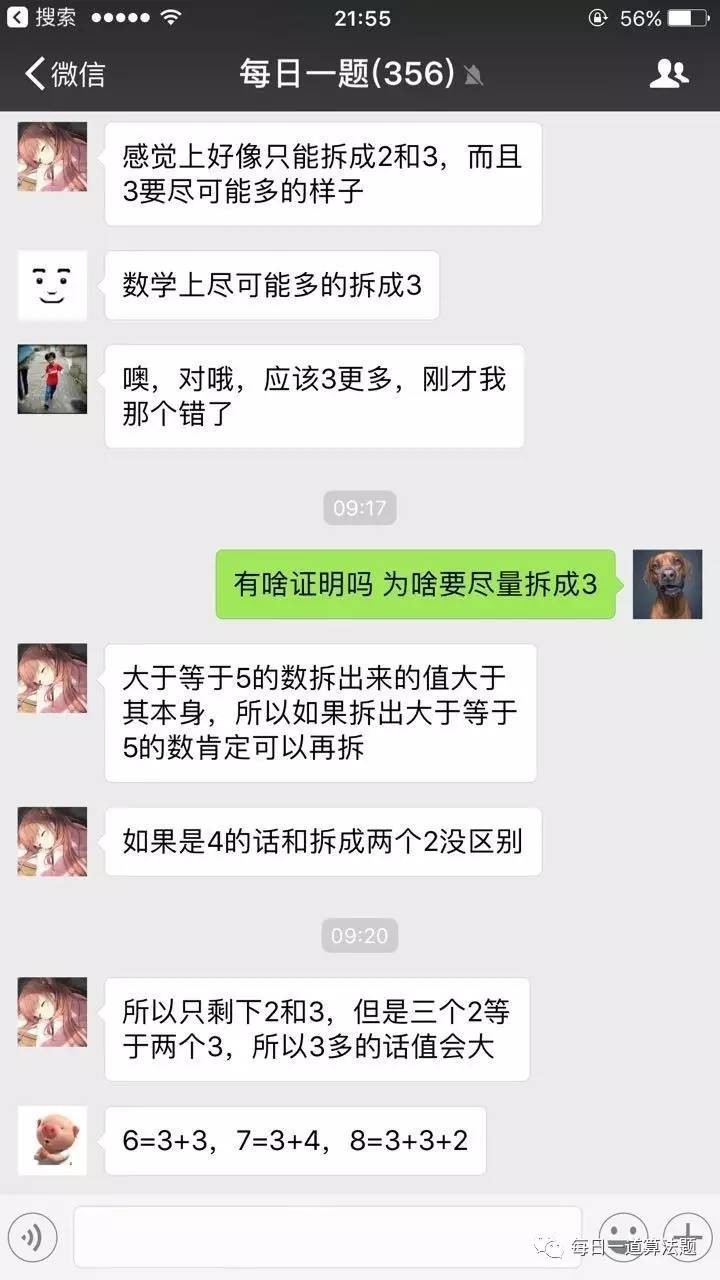 搜索
21:55
56%
微信
每日一题(356)
感觉上好像只能拆成2和3，而且
3要尽可能多的样子
数学上尽可能多的拆成3
噢，对哦，应该3更多，刚才我
那个错了
09:17
有啥证明吗 为啥要尽量拆成3
大于等于5的数拆出来的值大于
其本身，所以如果拆出大于等于
5的数肯定可以再拆
如果是4的话和拆成两个2没区别
09:20
所以只剩下2和3，但是三个2等
于两个3，所以3多的话值会大
6=3+3，7=3+4，8=3+3+2
每日一道算法题